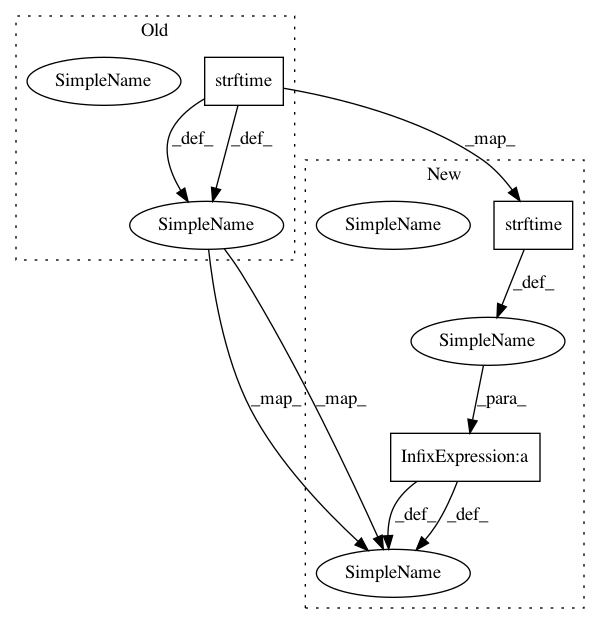 Old
SimpleName
strftime
_def_
_def_
_map_
New
SimpleName
SimpleName
strftime
_def_
SimpleName
_map_
_map_
_para_
InfixExpression:a
_def_
_def_
SimpleName